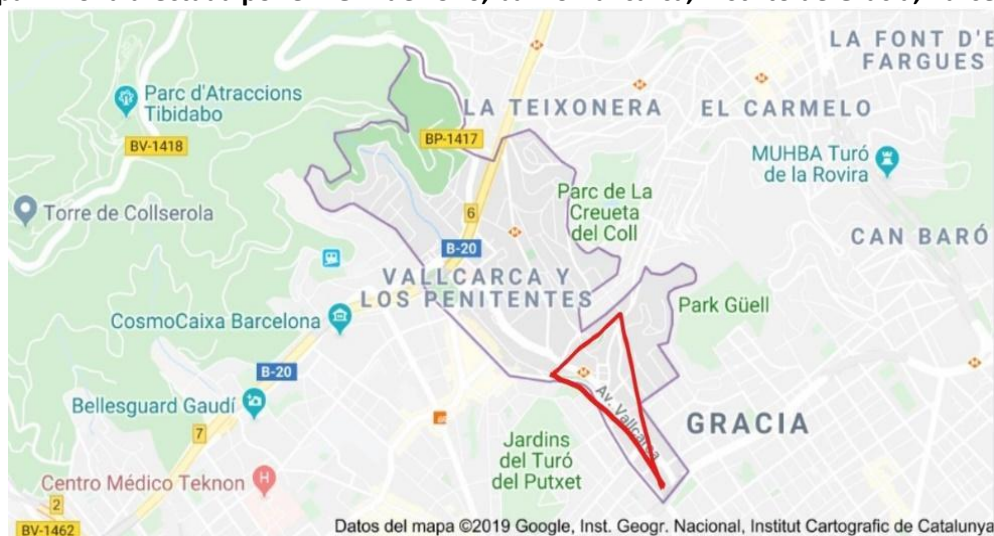 LA FONT D'E
FARGUES
Parc d'Atraccions
Tibidabo
LA TEIXONERA
EL CARMELO
BV-1418
BP-1417
MUHBA Turó
de la Rovira
Parc de La
Creueta
del Coll
Torre de Collserola
6
CAN BARÓ
B-20
VALLCARCA Y
LOS PENITENTES
Park Güell
CosmoCaixa Barcelona
B-20
Av. Vallcarca
Bellesguard Gaudí
GRACIA
7
Jardins
del Turó
del Putxet
Centro Médico Teknon
H
2
BV-1462
Datos del mapa ©2019 Google, Inst. Geogr. Nacional, Institut Cartografic de Catalunya